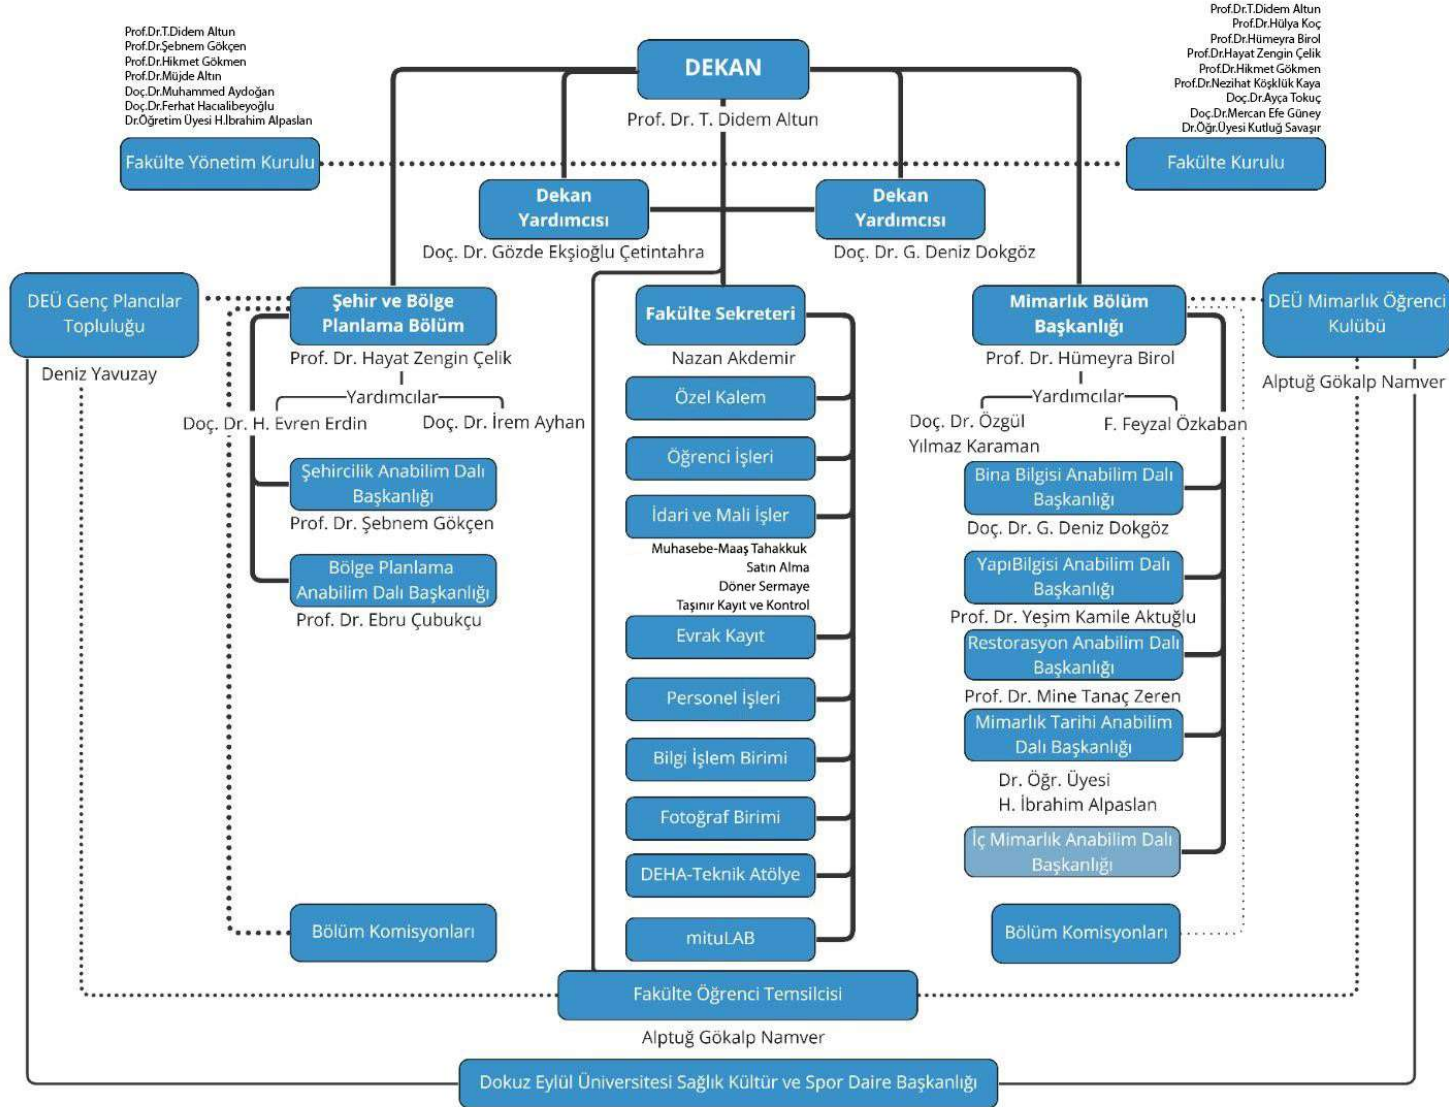 Prof.Dr.T.Didem Altun
Prof.Dr.Şebnem Gökçen
Prof.Dr.Hikmet Gökmen
Prof.Dr.Müjde Altın
Doç.Dr.Muhammed Aydoğan
Doç.Dr.Ferhat Hacıalibeyoğlu
Dr.Öğretim Üyesi H.İbrahim Alpaslan
Fakülte Yönetim Kurulu
DEKAN
Prof. Dr. T. Didem Altun
Prof.Dr.T.Didem Altun
Prof.Dr.Hülya Koç
Prof.Dr.Hümeyra Birol
Prof.Dr.Hayat Zengin Çelik
Prof.Dr.Hikmet Gökmen
Prof.Dr.Nezihat Köşklük Kaya
Doç.Dr.Ayça Tokuç
Doç.Dr.Mercan Efe Güney
Dr.Öğr.Üyesi Kutluğ Savaşır
Fakülte Kurulu
Dekan
Yardımcısı
Doç. Dr. Gözde Ekşioğlu Çetintahra
Dekan
Yardımcısı
Doç. Dr. G. Deniz Dokgöz
DEÜ Genç Plancılar
Topluluğu
Deniz Yavuzay
Şehir ve Bölge
Planlama Bölüm
Prof. Dr. Hayat Zengin Çelik
Yardımcılar
Doç. Dr. H. Evren Erdin
Doç. Dr. İrem Ayhan
Şehircilik Anabilim Dalı
Başkanlığı
Prof. Dr. Şebnem Gökçen
Bölge Planlama
Anabilim Dalı Başkanlığı
Prof. Dr. Ebru Çubukçu
Bölüm Komisyonları
Fakülte Sekreteri
Nazan Akdemir
Özel Kalem
Öğrenci İşleri
İdari ve Mali İşler
Muhasebe-Maaş Tahakkuk
Satın Alma
Döner Sermaye
Taşınır Kayıt ve Kontrol
Evrak Kayıt
Personel İşleri
Bilgi İşlem Birimi
Fotoğraf Birimi
DEHA-Teknik Atölye
mituLAB
Mimarlık Bölüm
Başkanlığı
Prof. Dr. Hümeyra Birol
Yardımcılar
Doç. Dr. Özgül
Yılmaz Karaman
F. Feyzal Özkaban
Bina Bilgisi Anabilim Dalı
Başkanlığı
Doç. Dr. G. Deniz Dokgöz
YapıBilgisi Anabilim Dalı
Başkanlığı
Prof. Dr. Yeşim Kamile Aktuğlu
Restorasyon Anabilim Dalı
Başkanlığı
Prof. Dr. Mine Tanaç Zeren
Mimarlık Tarihi Anabilim
Dalı Başkanlığı
Dr. Öğr. Üyesi
H. İbrahim Alpaslan
İç Mimarlık Anabilim Dalı
Başkanlığı
Bölüm Komisyonları
DEÜ Mimarlık Öğrenci
Kulübü
Alptuğ Gökalp Namver
Fakülte Öğrenci Temsilcisi
Alptuğ Gökalp Namver
Dokuz Eylül Üniversitesi Sağlık Kültür ve Spor Daire Başkanlığı